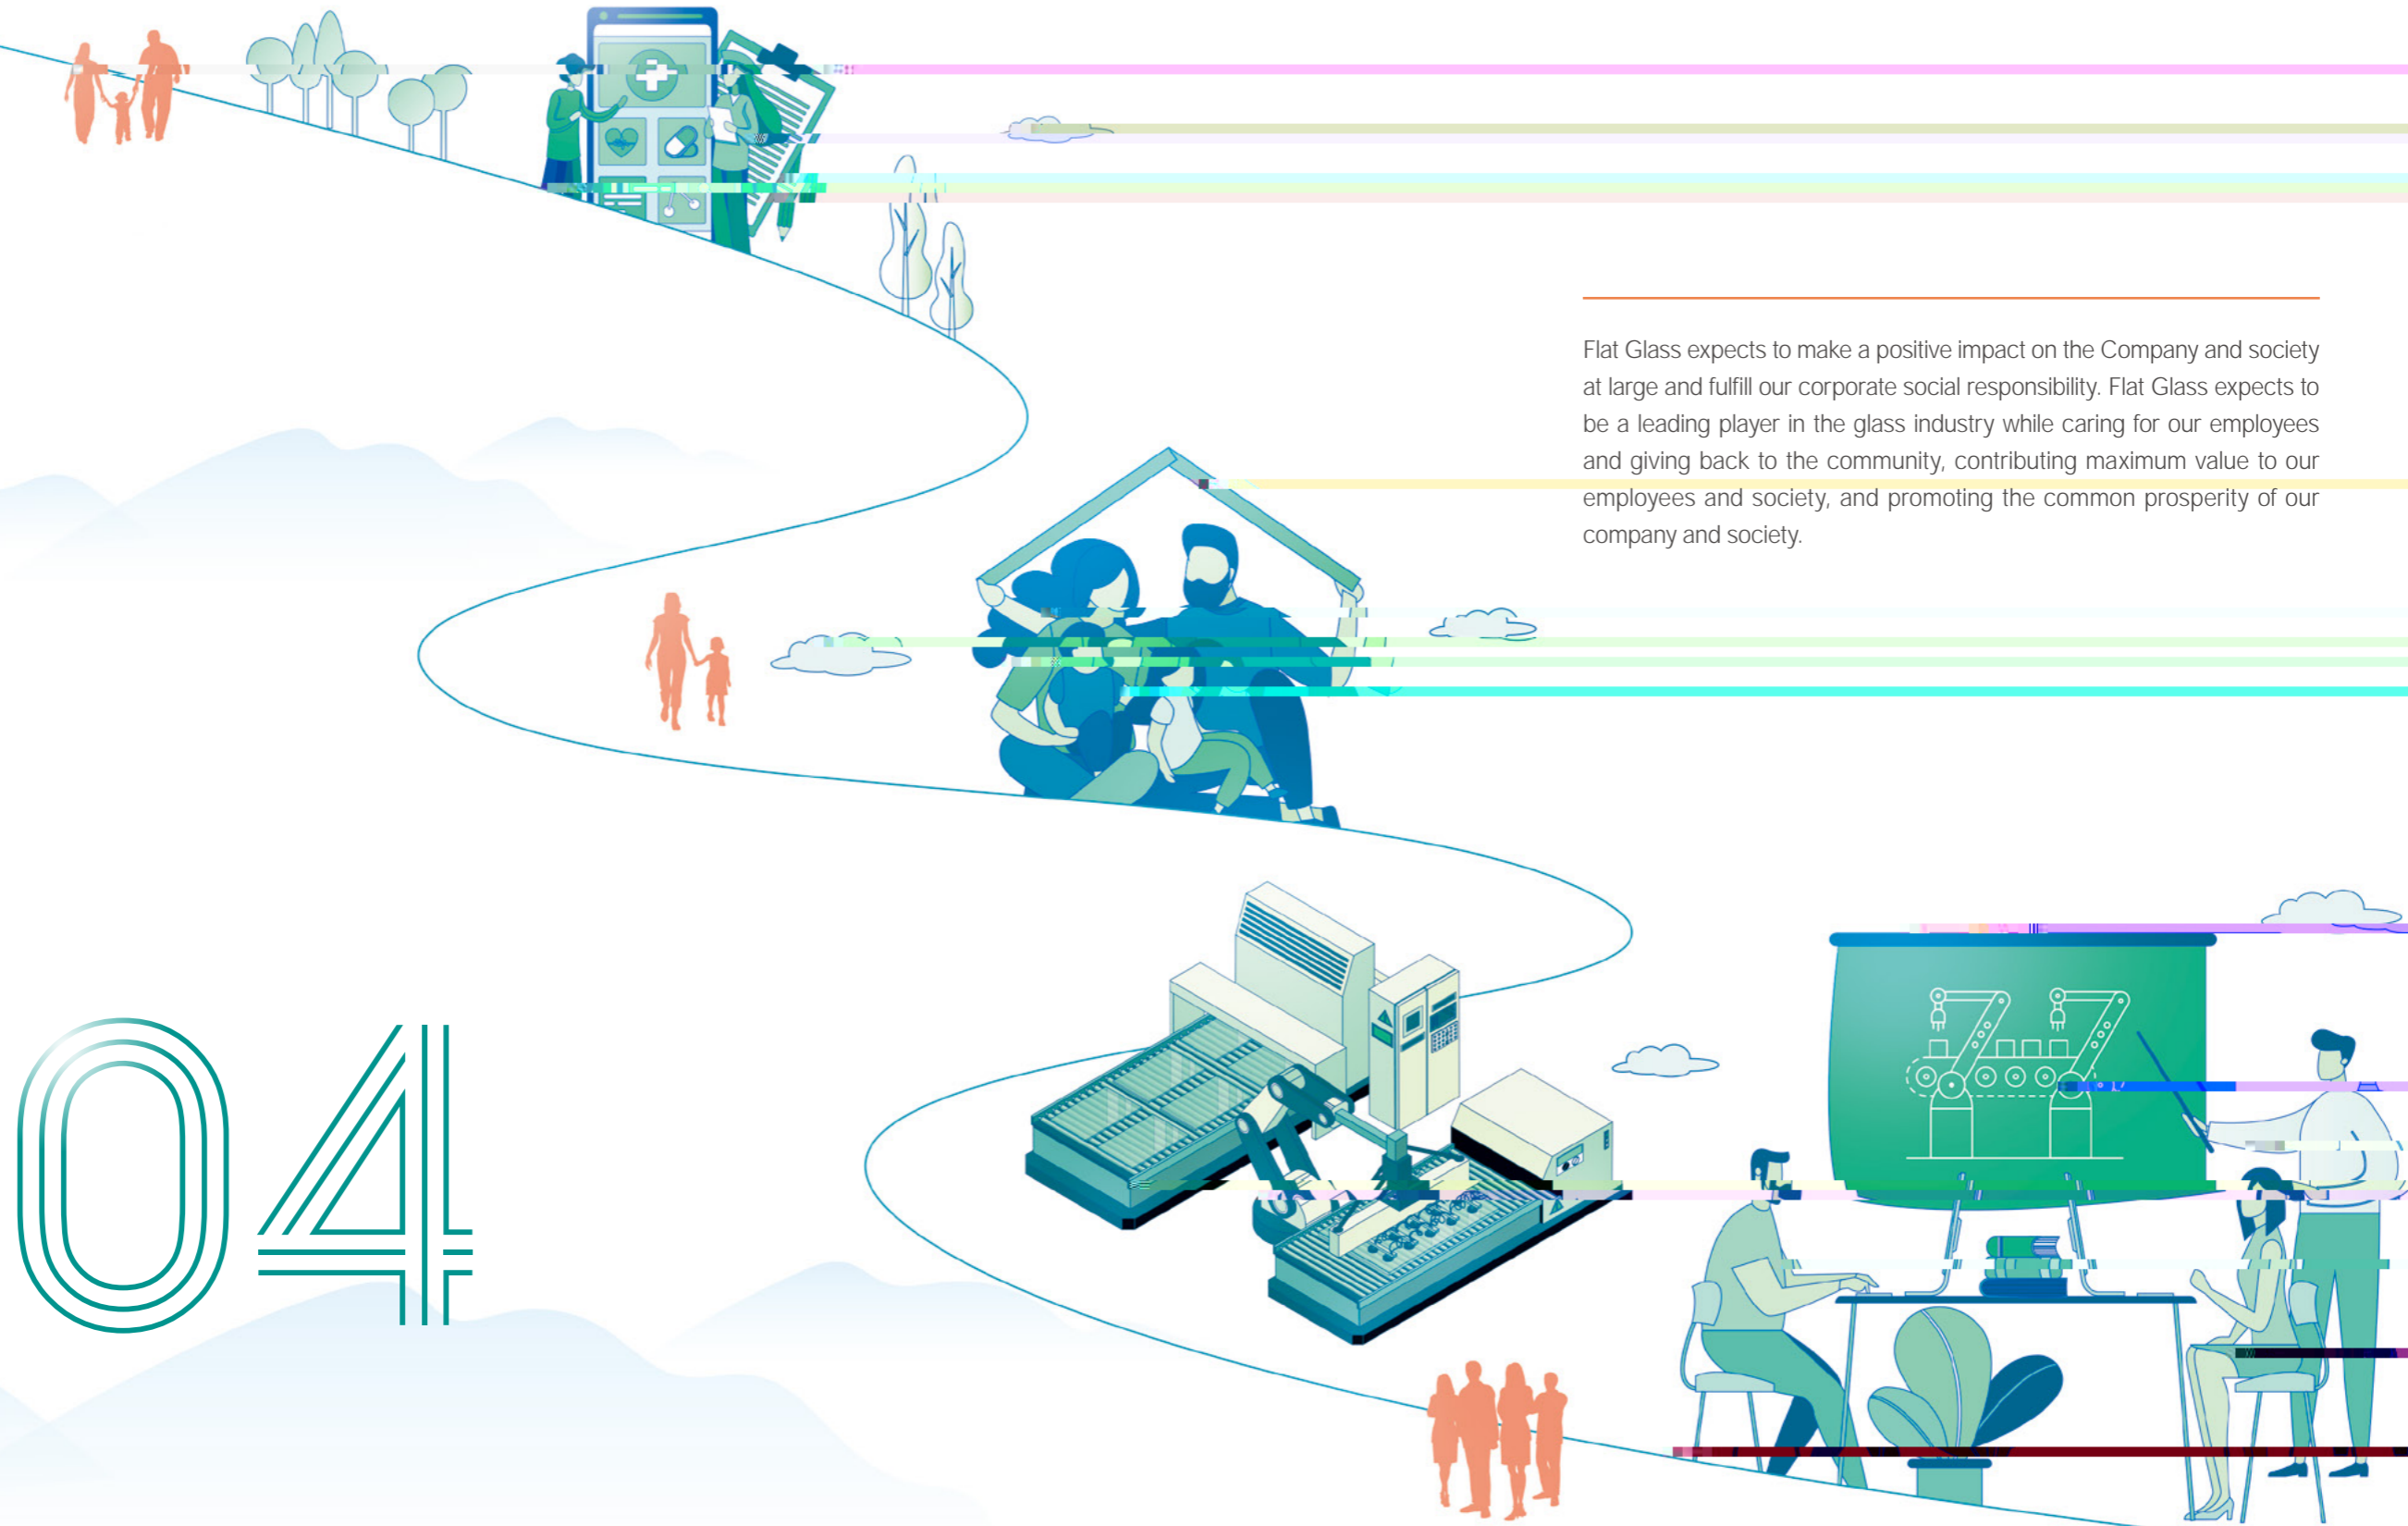 Flat Glass expects to make a positive impact on the Company and society
at large and fulfill our corporate social responsibility. Flat Glass expects to
be a leading player in the glass industry while caring for our employees
and giving back to the community, contributing maximum value to our
employees and society, and promoting the common prosperity of our
company and society.
04